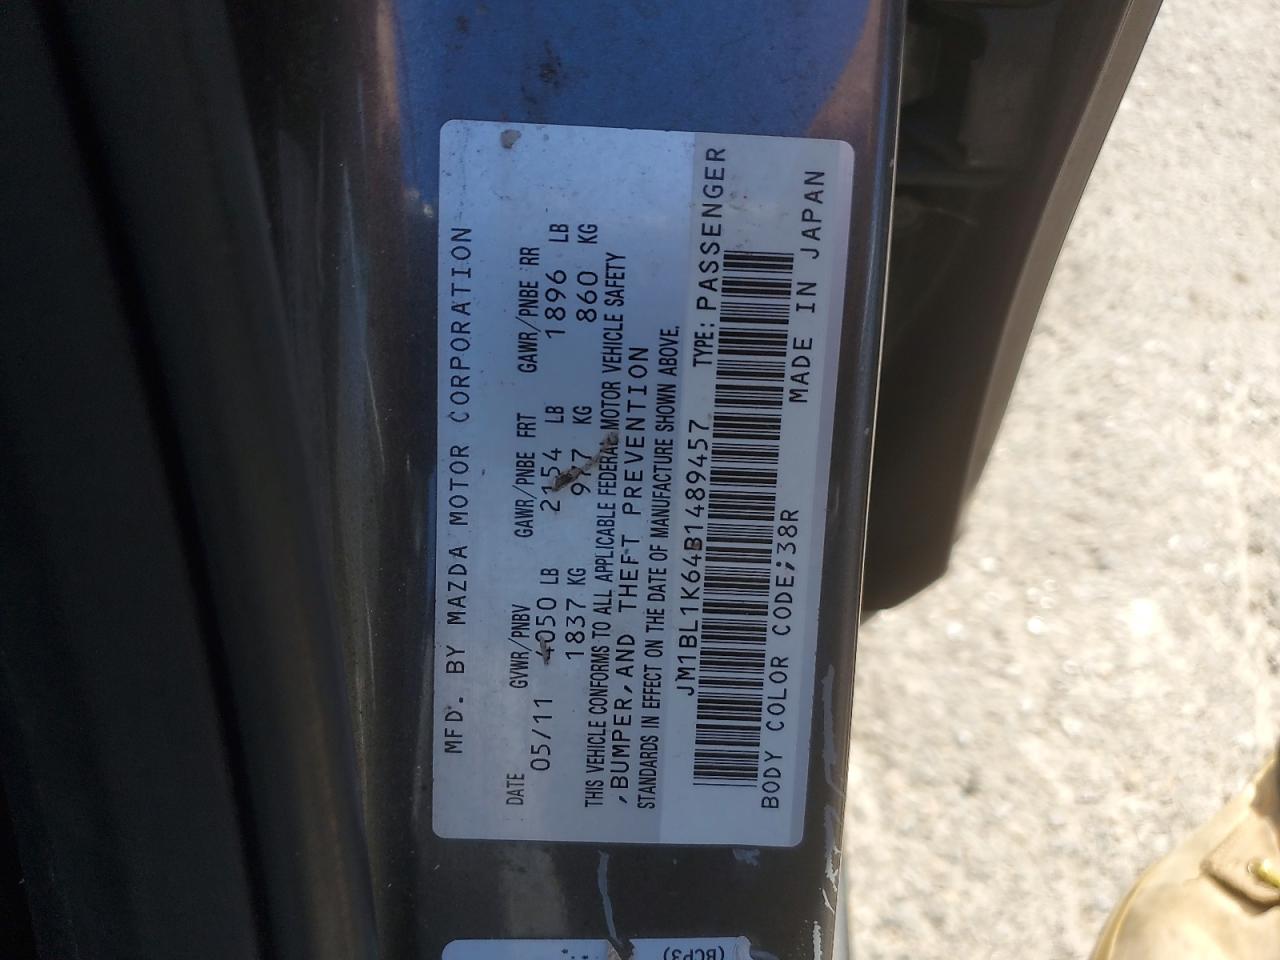 MFD. BY MAZDA MOTOR CORPORATION
DATE GVWR/PNBV GAWR/PNBE FRT GAWR/PNBE RR
05/11 4050 LB 2154 LB 1896 LB
1837 KG 977 KG 860 KG
THIS VEHICLE CONFORMS TO ALL APPLICABLE FEDERAL MOTOR VEHICLE SAFETY
,BUMPER,AND THEFT PREVENTION
STANDARDS IN EFFECT ON THE DATE OF MANUFACTURE SHOWN ABOVE.
JM1BL1K64B1489457 TYPE: PASSENGER
BODY COLOR CODE;38R MADE IN JAPAN
(BCP3)